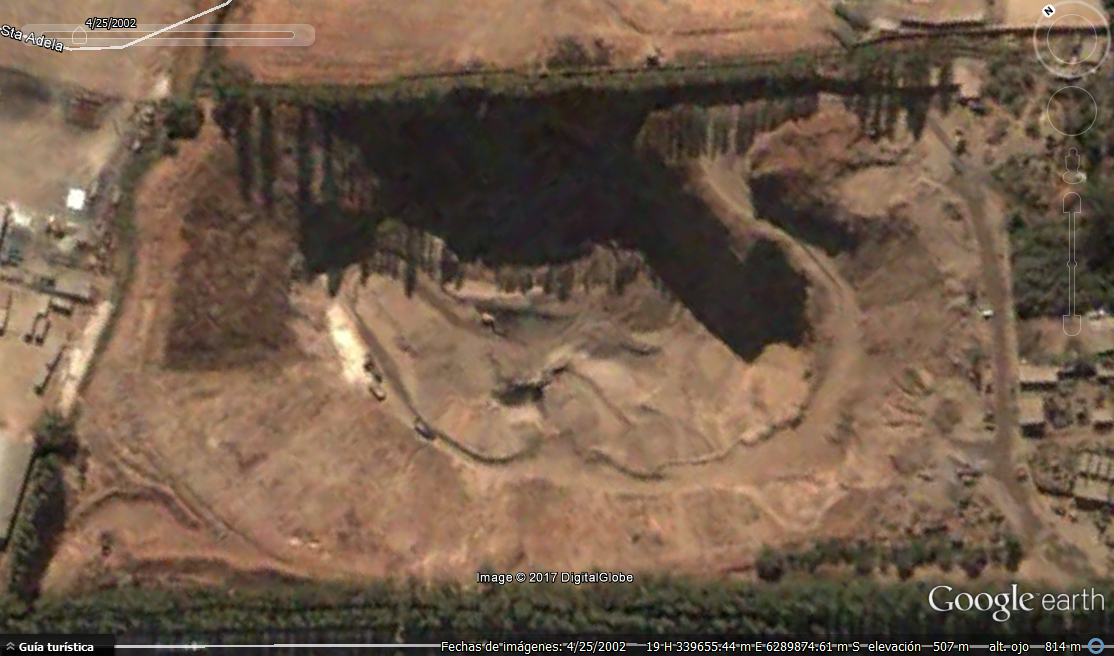 4/25/2002
Sta Adela
N
Image © 2017 DigitalGlobe
Google earth
Guía turística
Fechas de imágenes: 4/25/2002 19 H 339655.44 m E 6289874.61 m S elevación 507 m alt. ojo 814 m